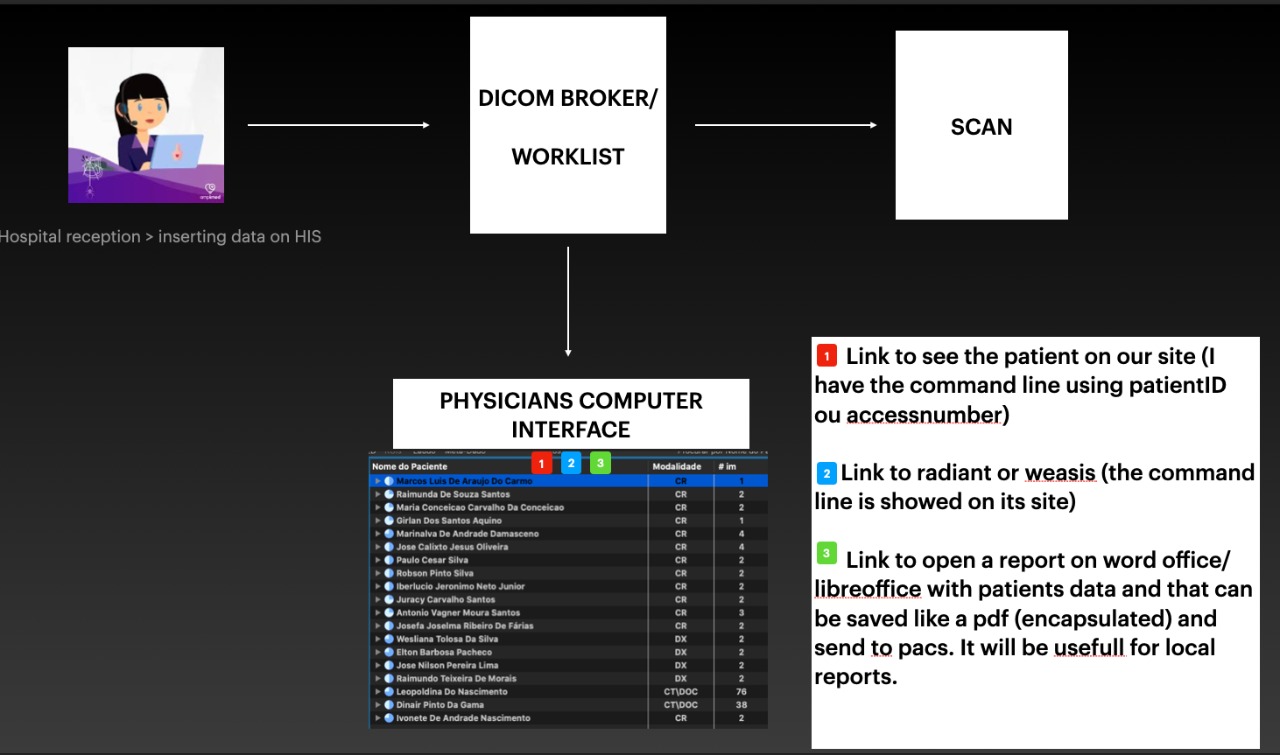 DICOM BROKER/
WORKLIST
SCAN
Hospital reception > inserting data on HIS
PHYSICIANS COMPUTER
INTERFACE
1 2 3
Nome do Paciente Modalidade # im
Marcos Luis De Araujo Do Carmo CR 1
Raimunda De Souza Santos CR 2
Maria Conceicao Carvalho Da Conceicao CR 2
Girlan Dos Santos Aquino CR 1
Marinalva De Andrade Damasceno CR 4
Jose Calixto Jesus Oliveira CR 4
Paulo Cesar Silva CR 2
Robson Pinto Silva CR 2
Iberlucio Jeronimo Neto Junior CR 2
Juracy Carvalho Santos CR 2
Antonio Vagner Moura Santos CR 3
Josefa Joselma Ribeiro De Fárias CR 2
Wesliana Tolosa Da Silva DX 2
Elton Barbosa Pacheco DX 2
Jose Nilson Pereira Lima DX 2
Raimundo Teixeira De Morais DX 2
Leopoldina Do Nascimento CT\DOC 76
Dinair Pinto Da Gama CT\DOC 38
Ivonete De Andrade Nascimento CR 2
1 Link to see the patient on our site (I
have the command line using patientID
ou accessnumber)
2 Link to radiant or weasis (the command
line is showed on its site)
3 Link to open a report on word office/
libreoffice with patients data and that can
be saved like a pdf (encapsulated) and
send to pacs. It will be usefull for local
reports.